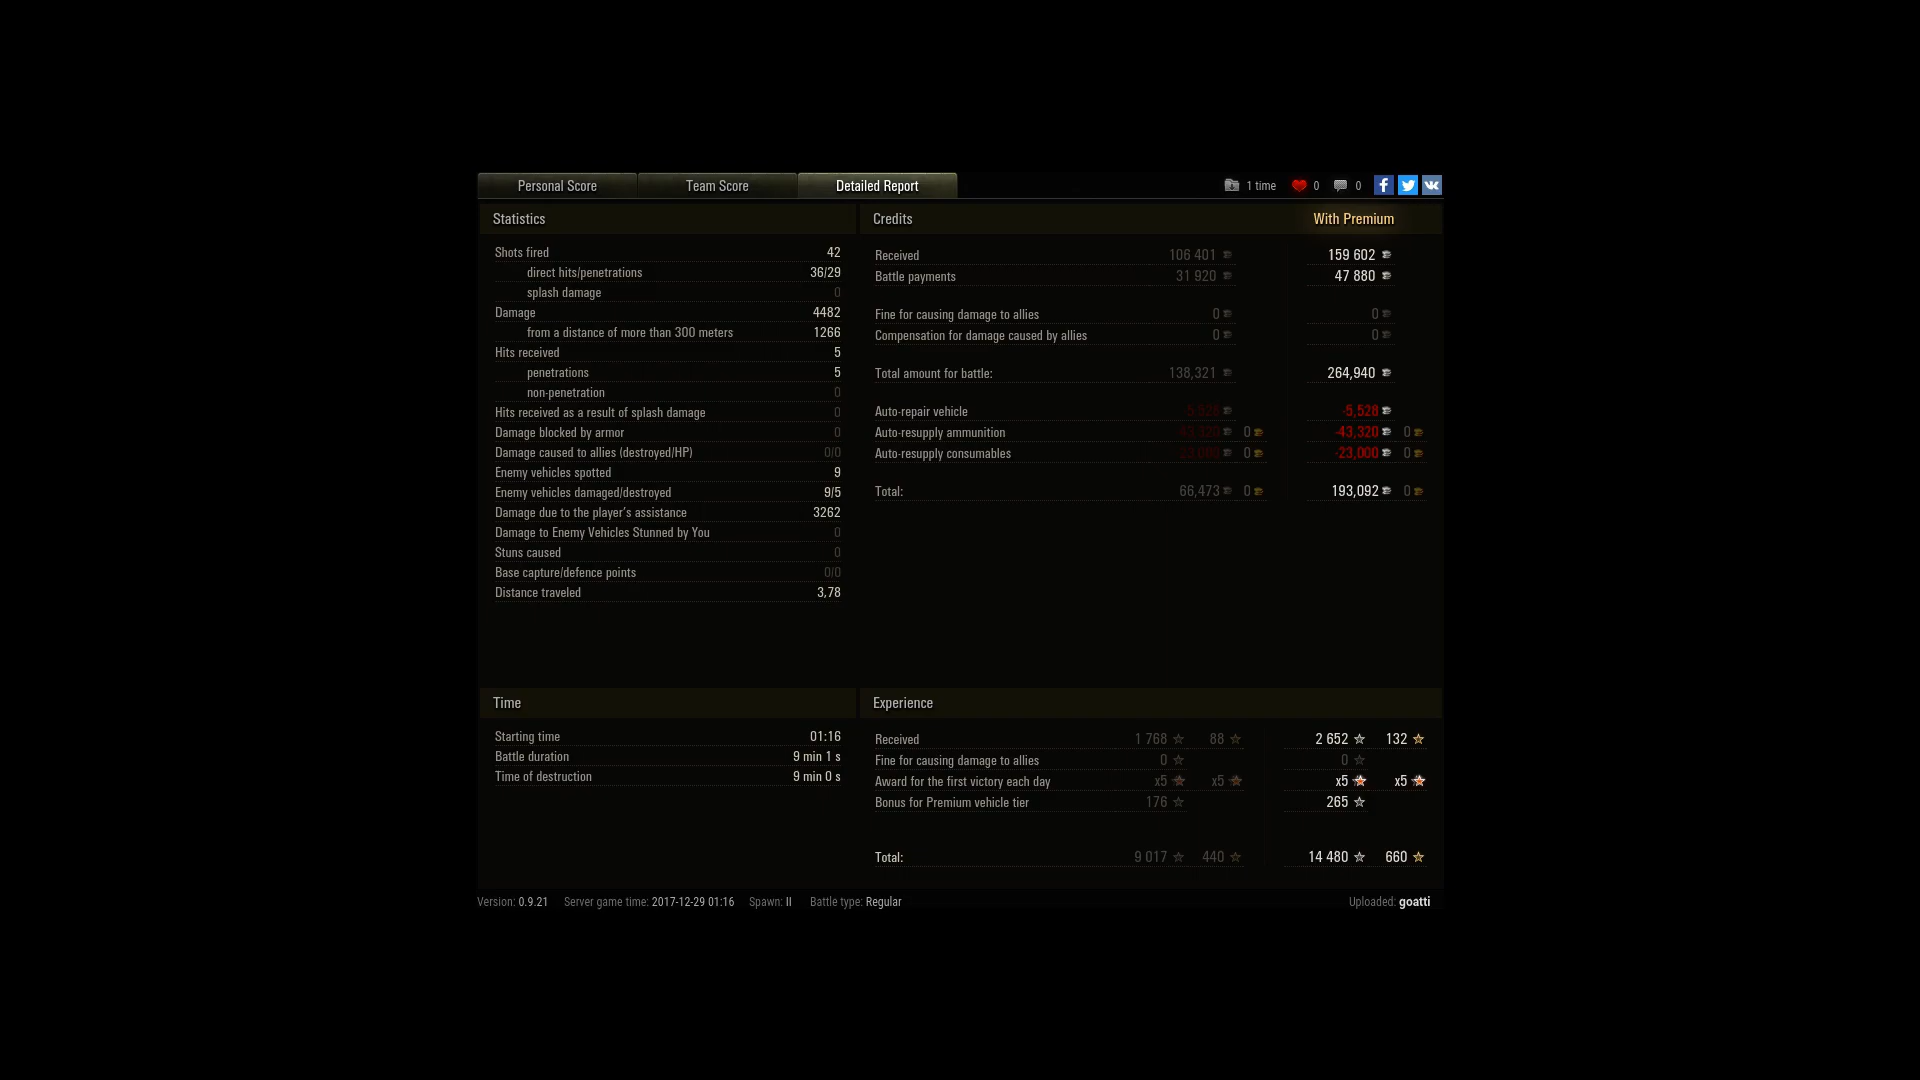 Personal Score Team Score Detailed Report 1 time 0 0
Statistics
Shots fired 42
direct hits/penetrations 36/29
splash damage 0
Damage 4482
from a distance of more than 300 meters 1266
Hits received 5
penetrations 5
non-penetration 0
Hits received as a result of splash damage 0
Damage blocked by armor 0
Damage caused to allies (destroyed/HP) 0/0
Enemy vehicles spotted 9
Enemy vehicles damaged/destroyed 9/5
Damage due to the player's assistance 3262
Damage to Enemy Vehicles Stunned by You 0
Stuns caused 0
Base capture/defence points 0/0
Distance traveled 3,78
Credits With Premium
Received 106 401 159 602
Battle payments 31 920 47 880
Fine for causing damage to allies 0 0
Compensation for damage caused by allies 0 0
Total amount for battle: 138,321 264,940
Auto-repair vehicle -5,528 -5,528
Auto-resupply ammunition -43,320 0 -43,320 0
Auto-resupply consumables -23,000 0 -23,000 0
Total: 66,473 0 193,092 0
Time
Starting time 01:16
Battle duration 9 min 1 s
Time of destruction 9 min 0 s
Experience
Received 1 768 88 2 652 132
Fine for causing damage to allies 0 0
Award for the first victory each day x5 x5 x5 x5
Bonus for Premium vehicle tier 176 265
Total: 9 017 440 14 480 660
Version: 0.9.21 Server game time: 2017-12-29 01:16 Spawn: II Battle type: Regular Uploaded: goatti